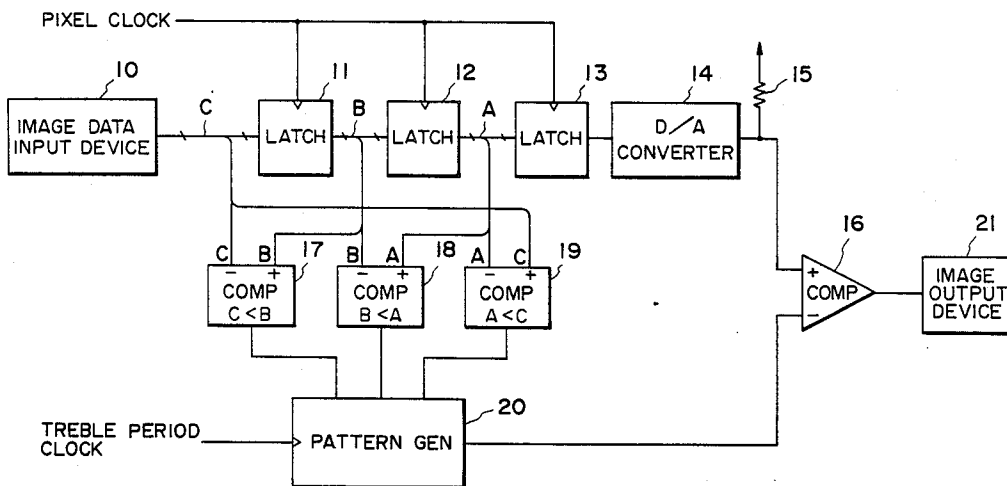 PIXEL CLOCK
10
11
12
13
14
15
IMAGE DATA
INPUT DEVICE
C
LATCH
B
LATCH
A
LATCH
D/A
CONVERTER
C B
17
B A
18
A C
19
16
21
- +
COMP
C < B
- +
COMP
B < A
- +
COMP
A < C
+
COMP
-
IMAGE
OUTPUT
DEVICE
20
TREBLE PERIOD
CLOCK
PATTERN GEN